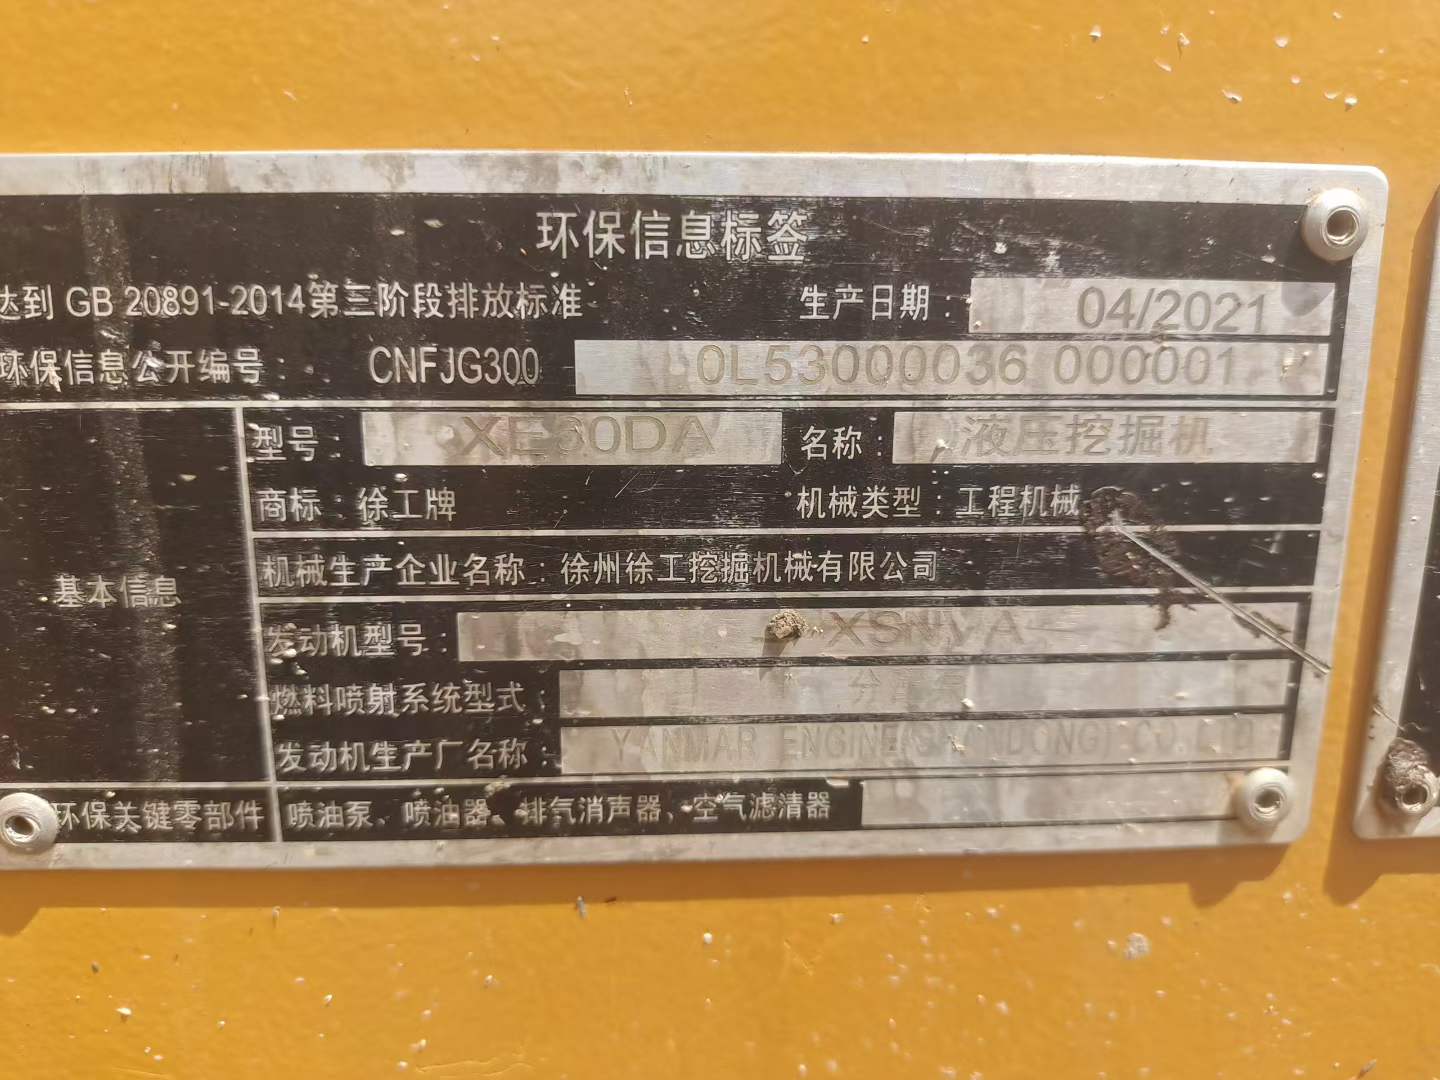 环保信息标签
达到 GB 20891-2014第三阶段排放标准 生产日期： 04/2021
环保信息公开编号： CNFJG300 0L53000036 000001
基本信息
型号： XE60DA 名称： 液压挖掘机
商标：徐工牌 机械类型：工程机械
机械生产企业名称：徐州徐工挖掘机械有限公司
发动机型号：
燃料喷射系统型式：
发动机生产厂名称： YANMAR ENGINE(SHANDONG) CO.LTD
环保关键零部件 喷油泵、喷油器、排气消声器、空气滤清器